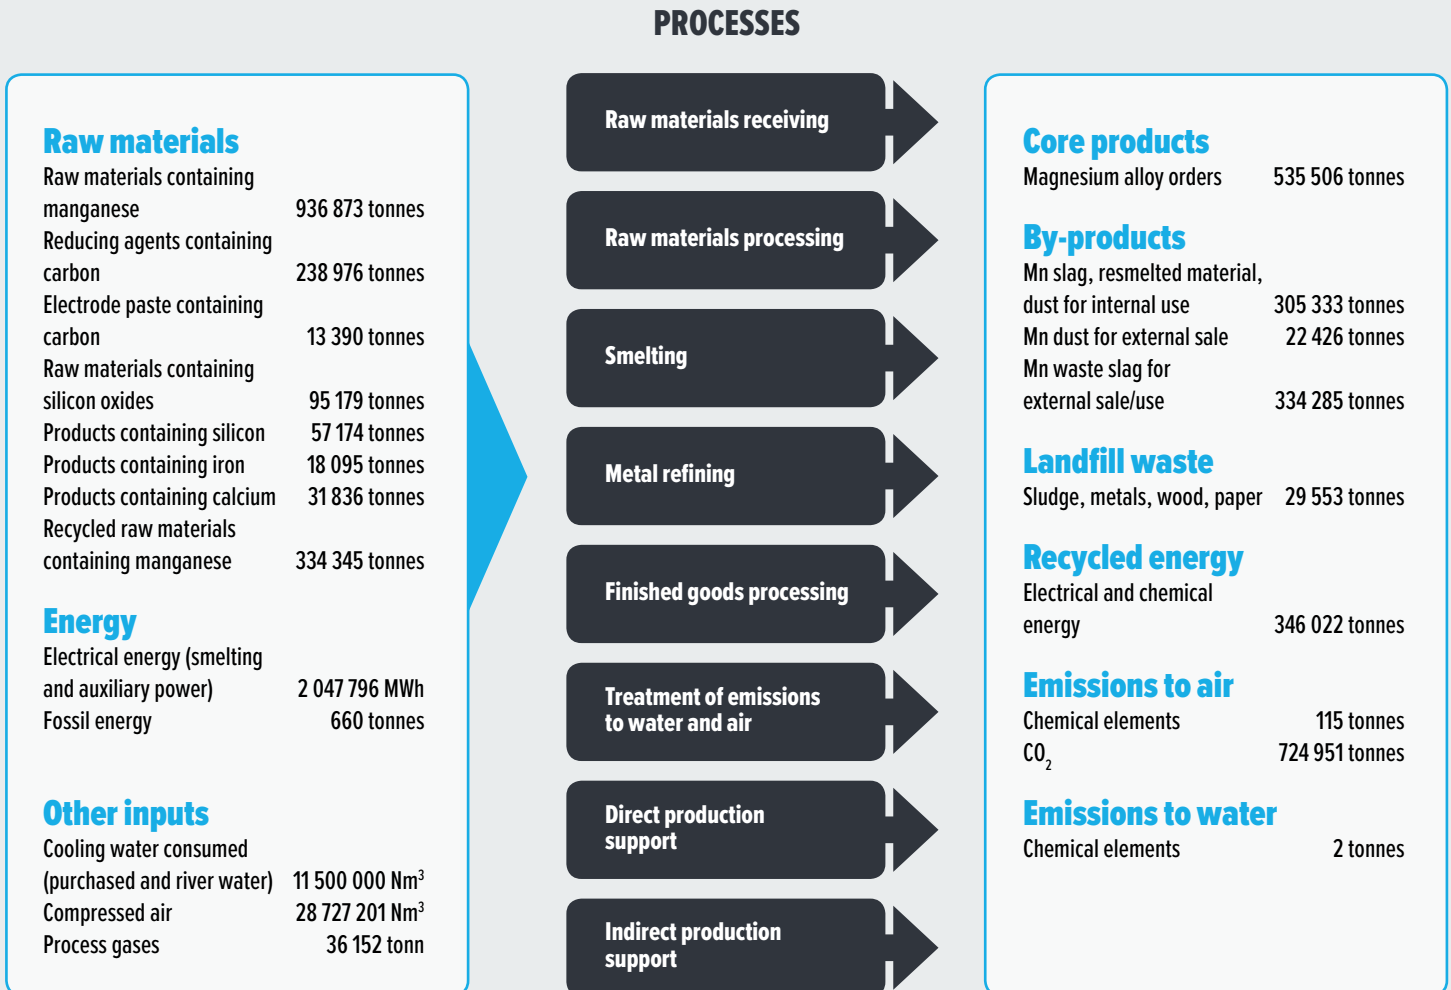 PROCESSES
Raw materials
Raw materials containing
manganese 936 873 tonnes
Reducing agents containing
carbon 238 976 tonnes
Electrode paste containing
carbon 13 390 tonnes
Raw materials containing
silicon oxides 95 179 tonnes
Products containing silicon 57 174 tonnes
Products containing iron 18 095 tonnes
Products containing calcium 31 836 tonnes
Recycled raw materials
containing manganese 334 345 tonnes
Energy
Electrical energy (smelting
and auxiliary power) 2 047 796 MWh
Fossil energy 660 tonnes
Other inputs
Cooling water consumed
(purchased and river water) 11 500 000 Nm³
Compressed air 28 727 201 Nm³
Process gases 36 152 tonn
Raw materials receiving
Raw materials processing
Smelting
Metal refining
Finished goods processing
Treatment of emissions
to water and air
Direct production
support
Indirect production
support
Core products
Magnesium alloy orders 535 506 tonnes
By-products
Mn slag, resmelted material,
dust for internal use 305 333 tonnes
Mn dust for external sale 22 426 tonnes
Mn waste slag for
external sale/use 334 285 tonnes
Landfill waste
Sludge, metals, wood, paper 29 553 tonnes
Recycled energy
Electrical and chemical
energy 346 022 tonnes
Emissions to air
Chemical elements 115 tonnes
CO₂ 724 951 tonnes
Emissions to water
Chemical elements 2 tonnes